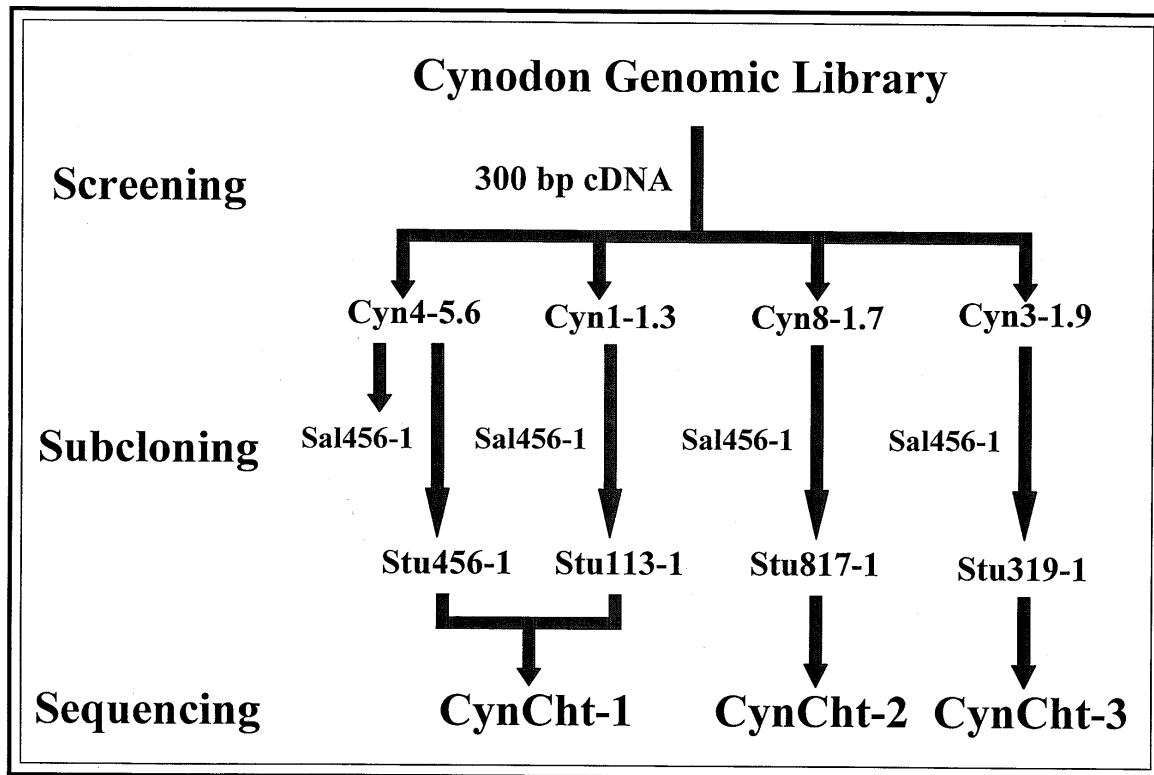 Cynodon Genomic Library
Screening
300 bp cDNA
Cyn4-5.6 Cyn1-1.3 Cyn8-1.7 Cyn3-1.9
Subcloning
Sal456-1 Sal456-1 Sal456-1 Sal456-1
Stu456-1 Stu113-1 Stu817-1 Stu319-1
Sequencing
CynCht-1 CynCht-2 CynCht-3